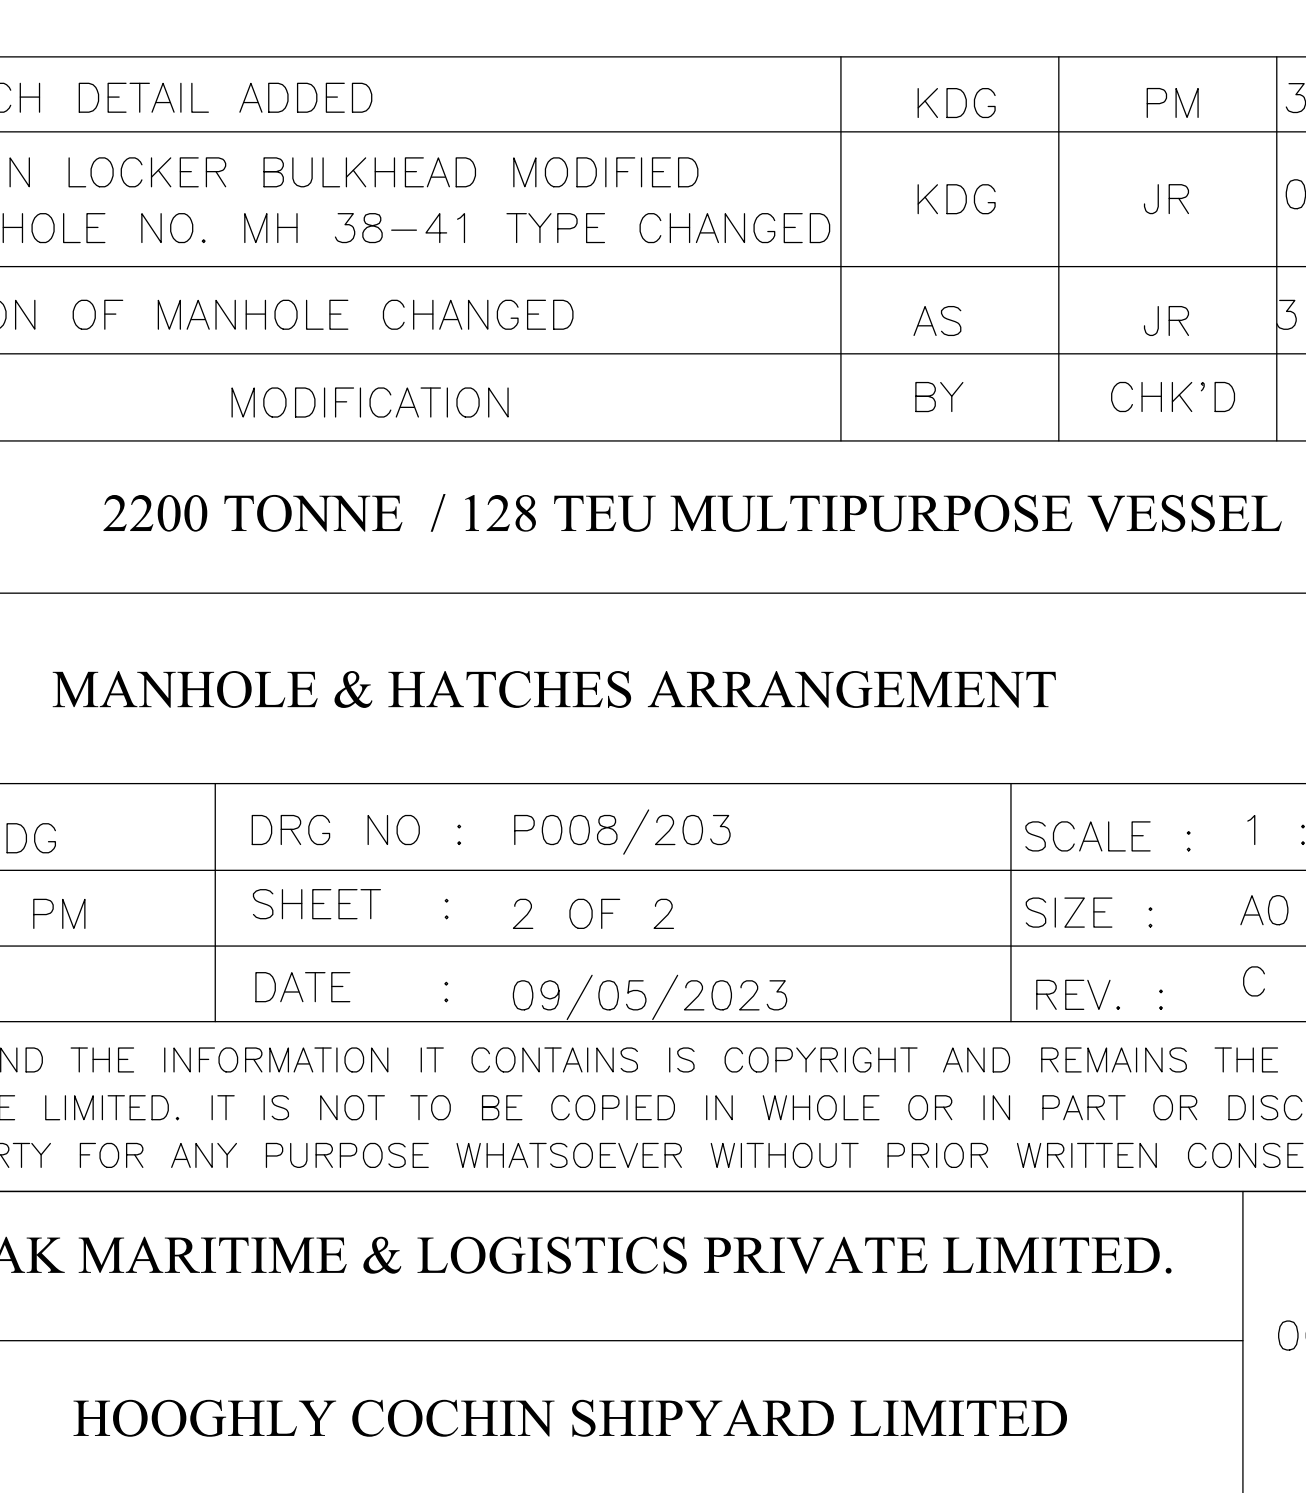 CH DETAIL ADDED KDG PM 3
N LOCKER BULKHEAD MODIFIED
HOLE NO. MH 38-41 TYPE CHANGED KDG JR 0
ON OF MANHOLE CHANGED AS JR 3
MODIFICATION BY CHK'D
2200 TONNE / 128 TEU MULTIPURPOSE VESSEL
MANHOLE & HATCHES ARRANGEMENT
DG DRG NO : P008/203 SCALE : 1 :
PM SHEET : 2 OF 2 SIZE : A0
DATE : 09/05/2023 REV. : C
ND THE INFORMATION IT CONTAINS IS COPYRIGHT AND REMAINS THE
E LIMITED. IT IS NOT TO BE COPIED IN WHOLE OR IN PART OR DISC
RTY FOR ANY PURPOSE WHATSOEVER WITHOUT PRIOR WRITTEN CONSE
AK MARITIME & LOGISTICS PRIVATE LIMITED.
0
HOOGHLY COCHIN SHIPYARD LIMITED